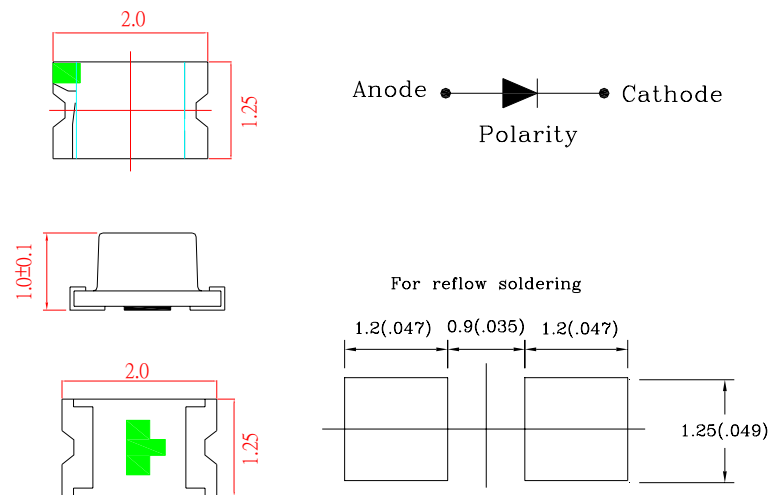 2.0
1.25
Anode
Cathode
Polarity
1.0±0.1
For reflow soldering
1.2(.047)
0.9(.035)
1.2(.047)
2.0
1.25
1.25(.049)